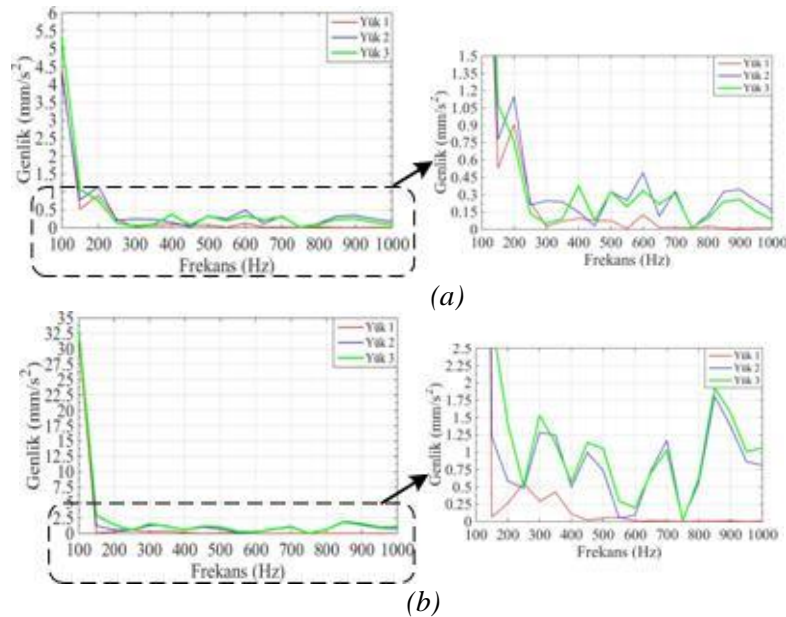 6
5.5
5
4.5
4
3.5
3
2.5
2
1.5
1
0.5
0
100 200 300 400 500 600 700 800 900 1000
Genlik (mm/s²)
Frekans (Hz)
Yük 1
Yük 2
Yük 3
1.5
1.35
1.2
1.05
0.9
0.75
0.6
0.45
0.3
0.15
0
100 200 300 400 500 600 700 800 900 1000
Genlik (mm/s²)
Frekans (Hz)
Yük 1
Yük 2
Yük 3
(a)
35
32.5
30
27.5
25
22.5
20
17.5
15
12.5
10
7.5
5
2.5
0
100 200 300 400 500 600 700 800 900 1000
Genlik (mm/s²)
Frekans (Hz)
Yük 1
Yük 2
Yük 3
2.5
2.25
2
1.75
1.5
1.25
1
0.75
0.5
0.25
0
100 200 300 400 500 600 700 800 900 1000
Genlik (mm/s²)
Frekans (Hz)
Yük 1
Yük 2
Yük 3
(b)